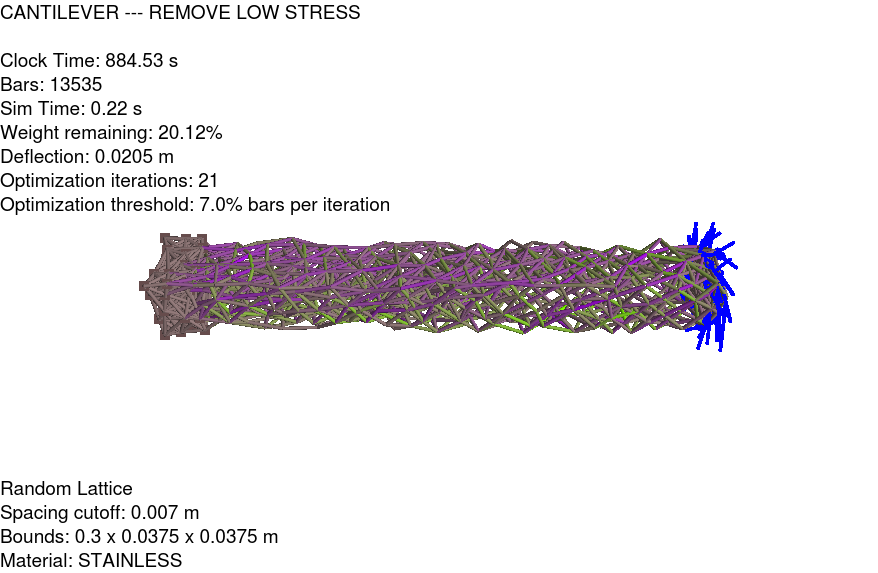 CANTILEVER --- REMOVE LOW STRESS
Clock Time: 884.53 s
Bars: 13535
Sim Time: 0.22 s
Weight remaining: 20.12%
Deflection: 0.0205 m
Optimization iterations: 21
Optimization threshold: 7.0% bars per iteration
Random Lattice
Spacing cutoff: 0.007 m
Bounds: 0.3 x 0.0375 x 0.0375 m
Material: STAINLESS